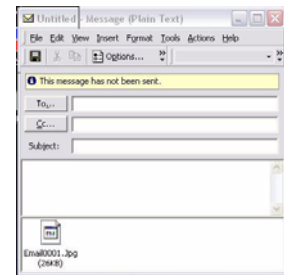 Untitled - Message (Plain Text)
File Edit View Insert Format Tools Actions Help
Options...
This message has not been sent.
To...
Cc...
Subject:
Email0001.Jpg
(26KB)